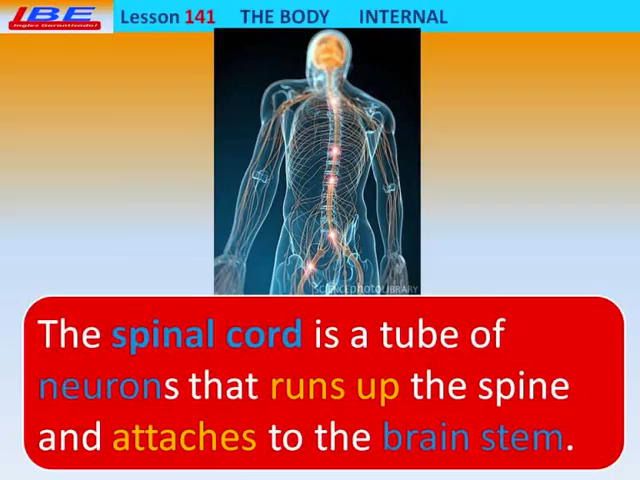 IBE
Ingles Garantizado!
Lesson 141 THE BODY INTERNAL
SCIENCEPHOTOLIBRARY
The spinal cord is a tube of
neurons that runs up the spine
and attaches to the brain stem.